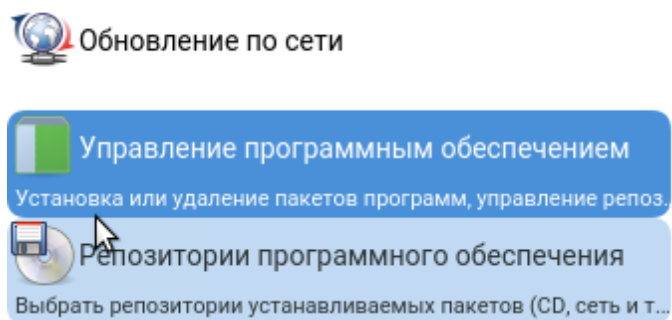 Обновление по сети
Управление программным обеспечением
Установка или удаление пакетов программ, управление репоз...
Репозитории программного обеспечения
Выбрать репозитории устанавливаемых пакетов (CD, сеть и т...